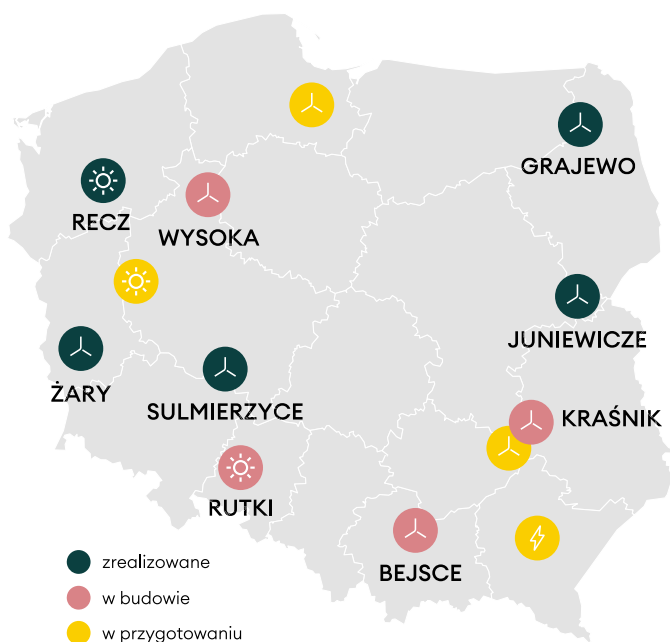 GRAJEWO
RECZ
WYSOKA
JUNIEWICZE
ŻARY
SULMIERZYCE
KRAŚNIK
RUTKI
BEJSCE
zrealizowane
w budowie
w przygotowaniu